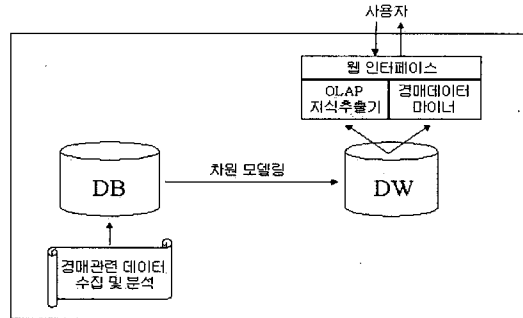 사용자
웹 인터페이스
OLAP
지식추출기
경매데이터
마이너
DB
차원 모델링
DW
경매관련 데이터
수집 및 분석